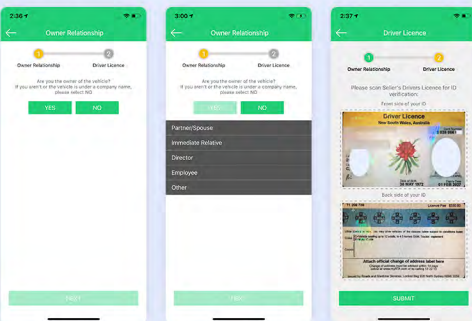 2:36
Owner Relationship
1
2
Owner Relationship
Driver Licence
Are you the owner of the vehicle?
If you aren't or the vehicle is under a company name,
please select NO
YES
NO
NEXT
3:00
Owner Relationship
1
2
Owner Relationship
Driver Licence
Are you the owner of the vehicle?
If you aren't or the vehicle is under a company name,
please select NO
YES
NO
Partner/Spouse
Immediate Relative
Director
Employee
Other
NEXT
2:37
Driver Licence
Owner Relationship
Driver Licence
Please scan Seller's Drivers Licence for ID
verification:
Front side of your ID
Driver Licence
New South Wales, Australia
Back side of your ID
Attach official change of address label here
SUBMIT